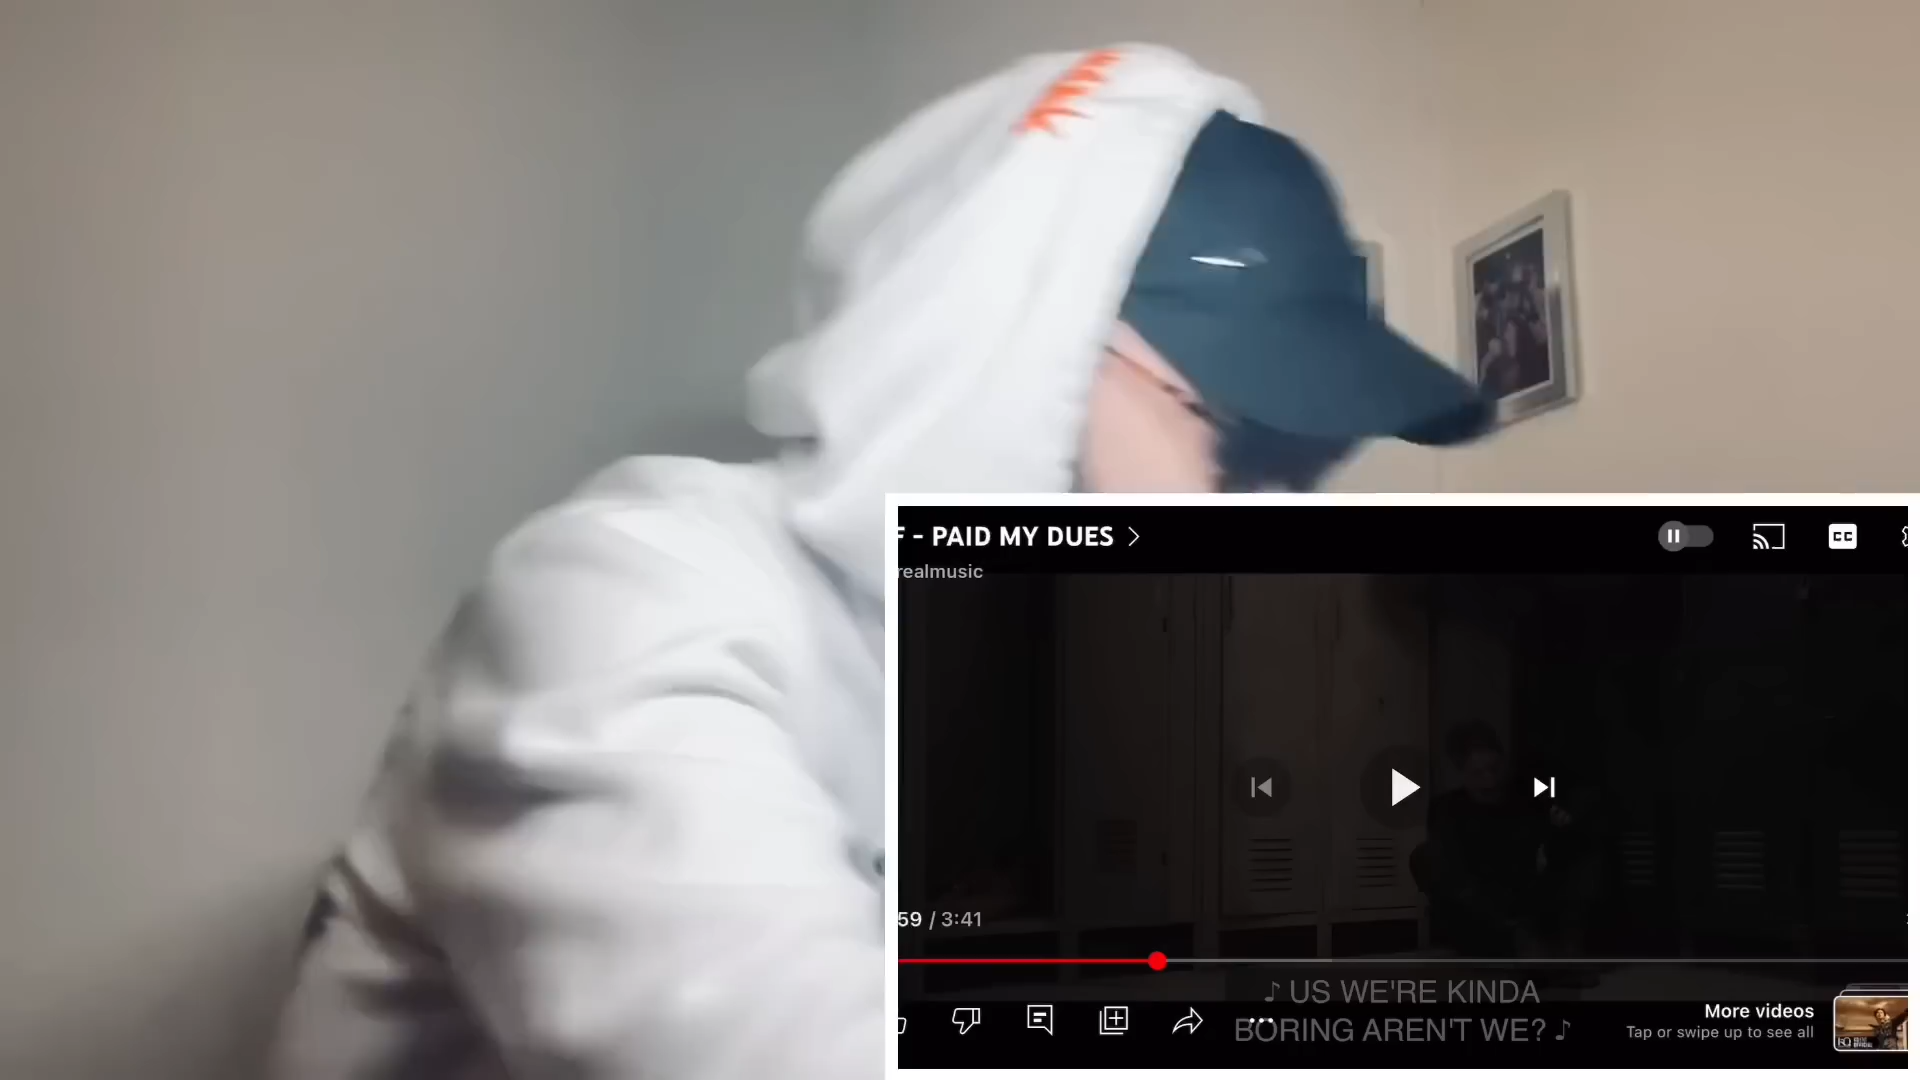 F - PAID MY DUES
realmusic
CC
59 / 3:41
♪ US WE'RE KINDA
BORING AREN'T WE? ♪
More videos
Tap or swipe up to see all